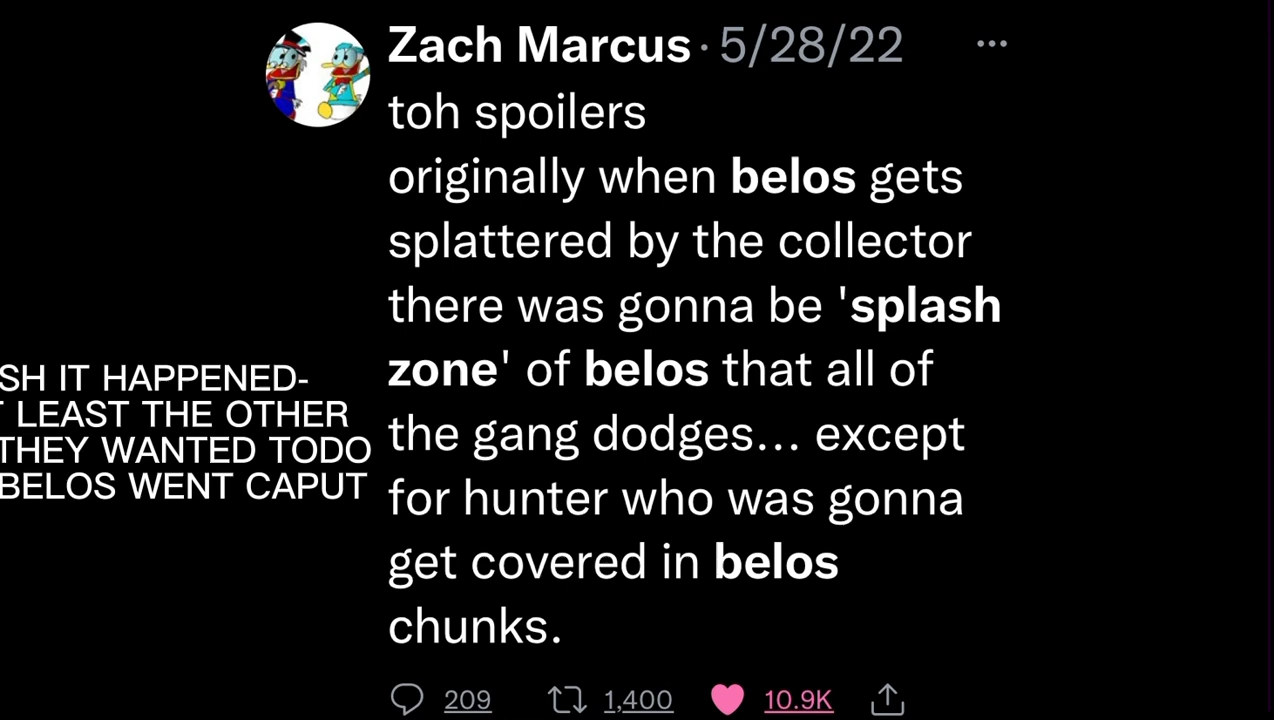 Zach Marcus · 5/28/22 ...
toh spoilers
originally when belos gets
splattered by the collector
there was gonna be 'splash
zone' of belos that all of
the gang dodges... except
for hunter who was gonna
get covered in belos
chunks.
209 1,400 10.9K
SH IT HAPPENED-
LEAST THE OTHER
THEY WANTED TODO
BELOS WENT CAPUT